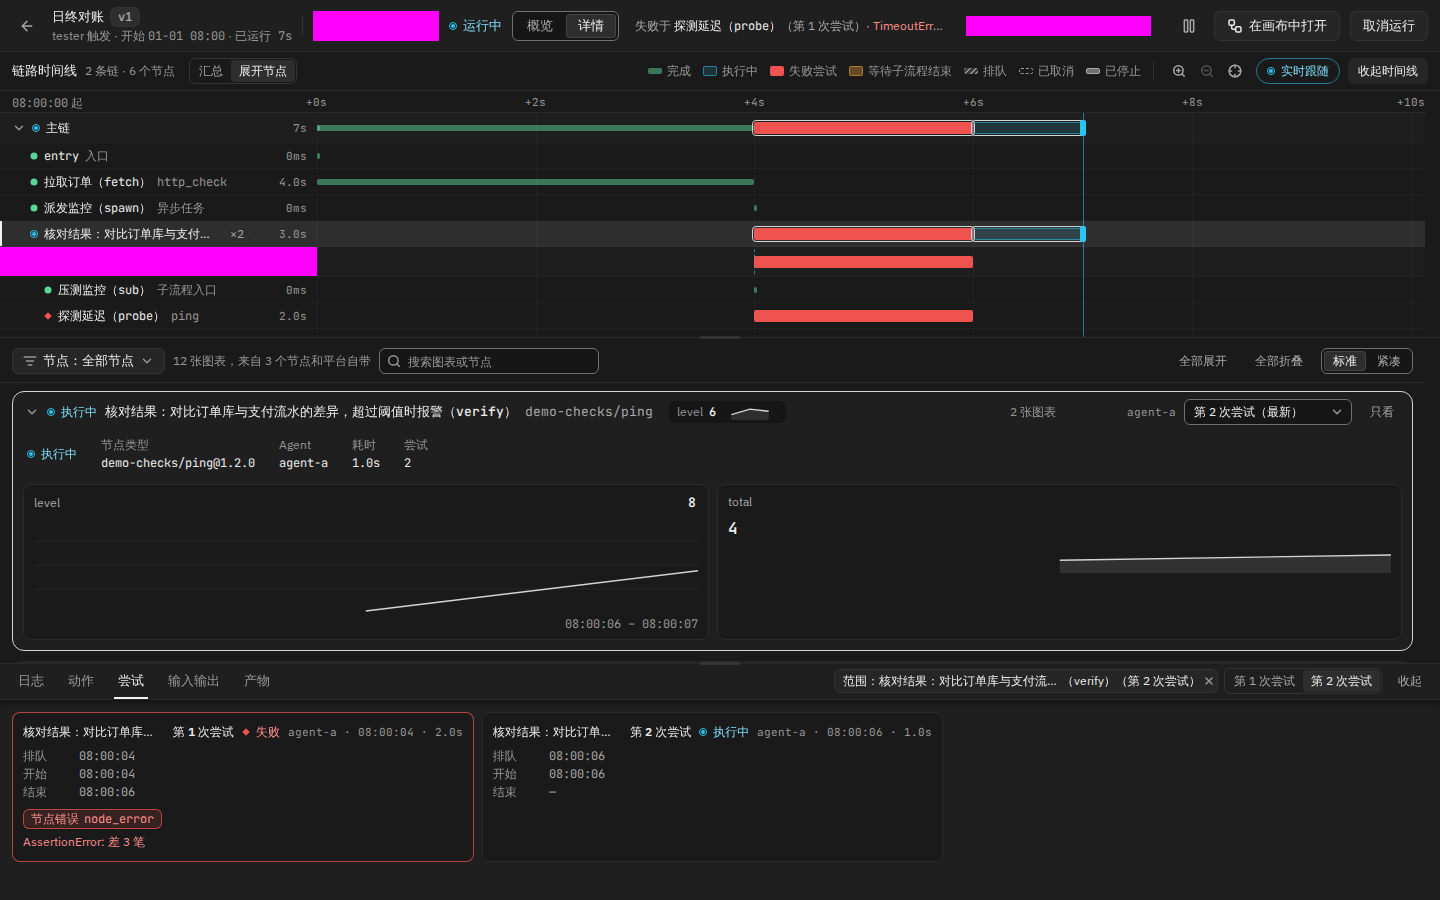 日终对账 v1
tester 触发 · 开始 01-01 08:00 · 已运行 7s
运行中 概览 详情 失败于 探测延迟（probe）（第 1 次尝试）· TimeoutErr...
在画布中打开 取消运行
链路时间线 2 条链 · 6 个节点 汇总 展开节点
完成 执行中 失败尝试 等待子流程结束 排队 已取消 已停止
实时跟随 收起时间线
08:00:00 起 +0s +2s +4s +6s +8s +10s
主链 7s
entry 入口 0ms
拉取订单（fetch） http_check 4.0s
派发监控（spawn） 异步任务 0ms
核对结果：对比订单库与支付... ×2 3.0s
压测监控（sub） 子流程入口 0ms
探测延迟（probe） ping 2.0s
节点：全部节点 12 张图表，来自 3 个节点和平台自带 搜索图表或节点
全部展开 全部折叠 标准 紧凑
执行中 核对结果：对比订单库与支付流水的差异，超过阈值时报警（verify） demo-checks/ping level 6
2 图表 agent-a 第 2 次尝试（最新） 只看
执行中
节点类型 Agent 耗时 尝试
demo-checks/ping@1.2.0 agent-a 1.0s 2
level 8
08:00:06 – 08:00:07
total
4
日志 动作 尝试 输入输出 产物
范围：核对结果：对比订单库与支付流... （verify）（第 2 次尝试） 第 1 次尝试 第 2 次尝试 收起
核对结果：对比订单库... 第 1 次尝试 失败 agent-a · 08:00:04 · 2.0s
排队 08:00:04
开始 08:00:04
结束 08:00:06
节点错误 node_error
AssertionError: 差 3 笔
核对结果：对比订单... 第 2 次尝试 执行中 agent-a · 08:00:06 · 1.0s
排队 08:00:06
开始 08:00:06
结束 —